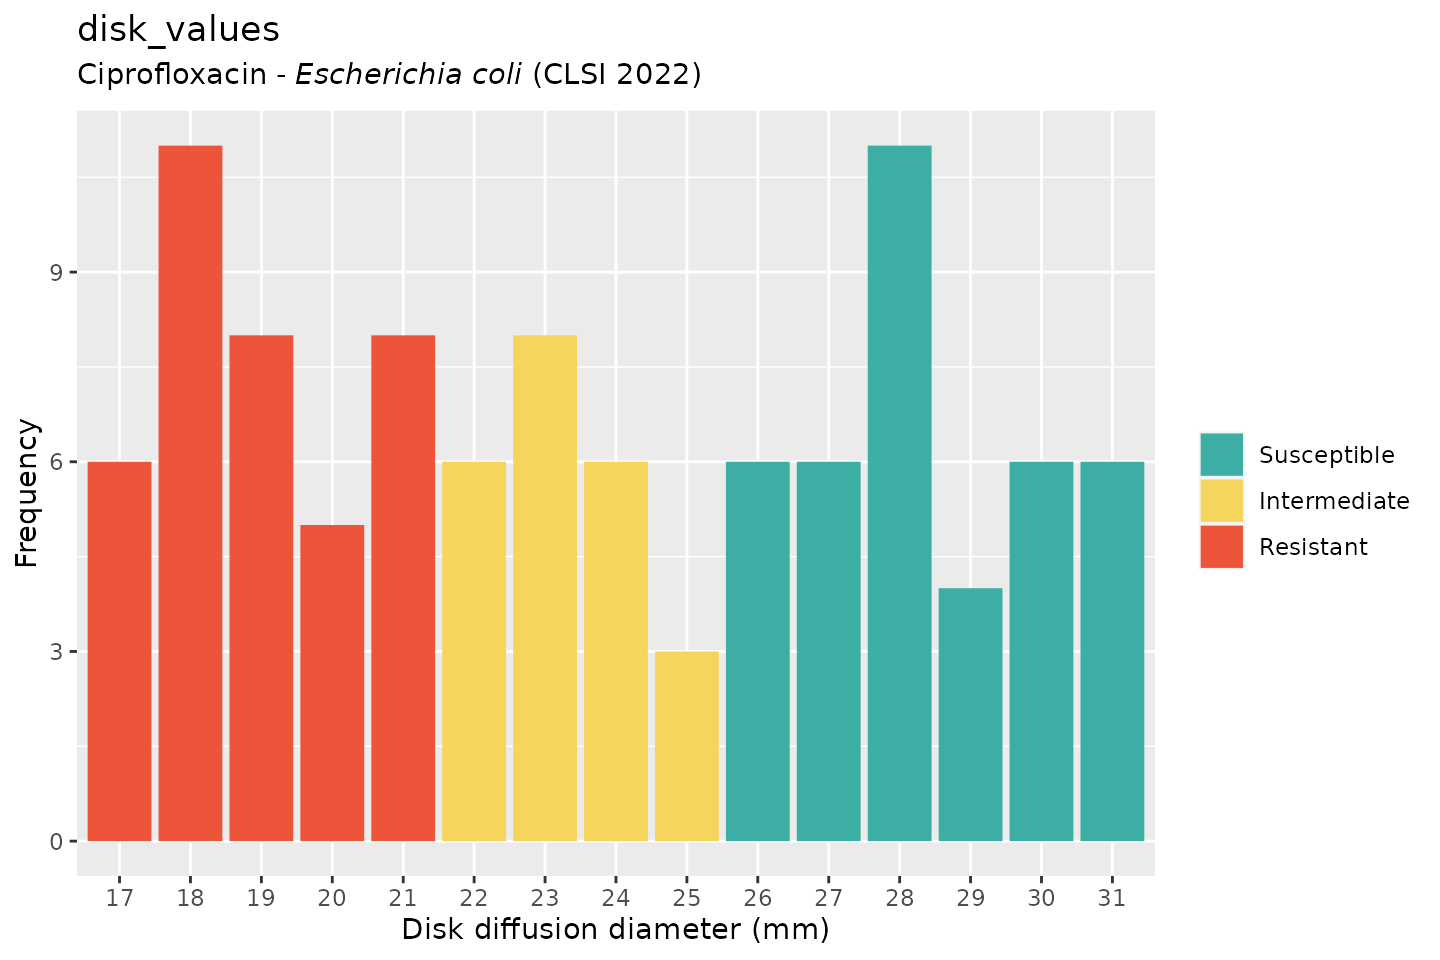 disk_values
Ciprofloxacin - Escherichia coli (CLSI 2022)
Frequency
9
6
3
0
17 18 19 20 21 22 23 24 25 26 27 28 29 30 31
Disk diffusion diameter (mm)
Susceptible
Intermediate
Resistant